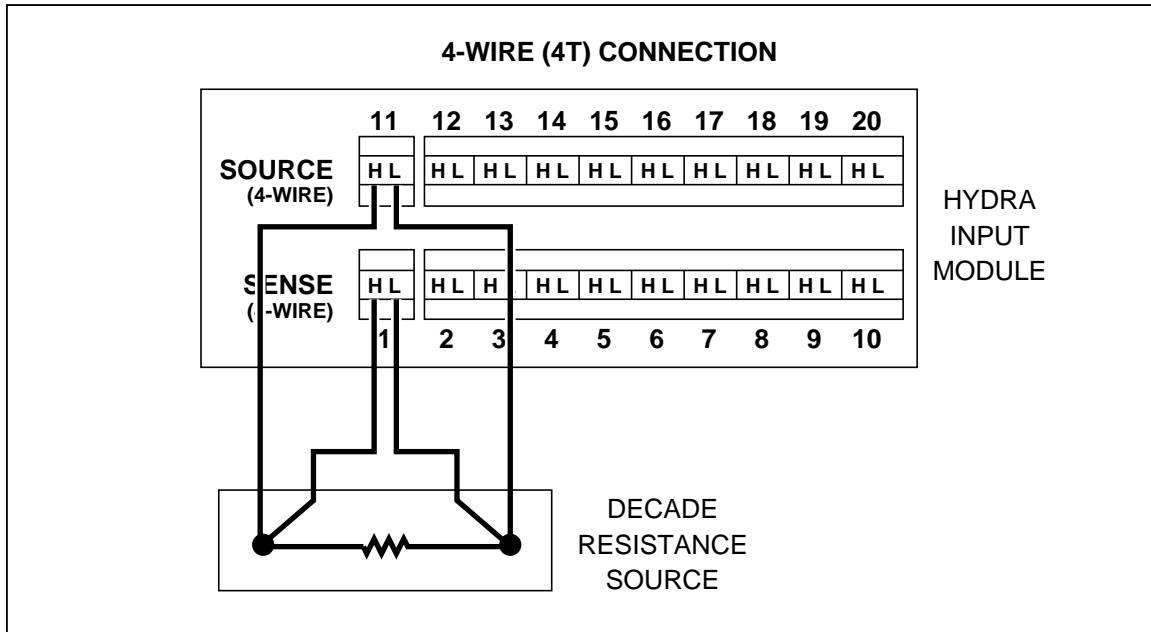 4-WIRE (4T) CONNECTION
11 12 13 14 15 16 17 18 19 20
SOURCE H L H L H L H L H L H L H L H L H L H L
(4-WIRE)
HYDRA
INPUT
MODULE
SENSE H L H L H H L H L H L H L H L H L H L
(4-WIRE)
1 2 3 4 5 6 7 8 9 10
DECADE
RESISTANCE
SOURCE